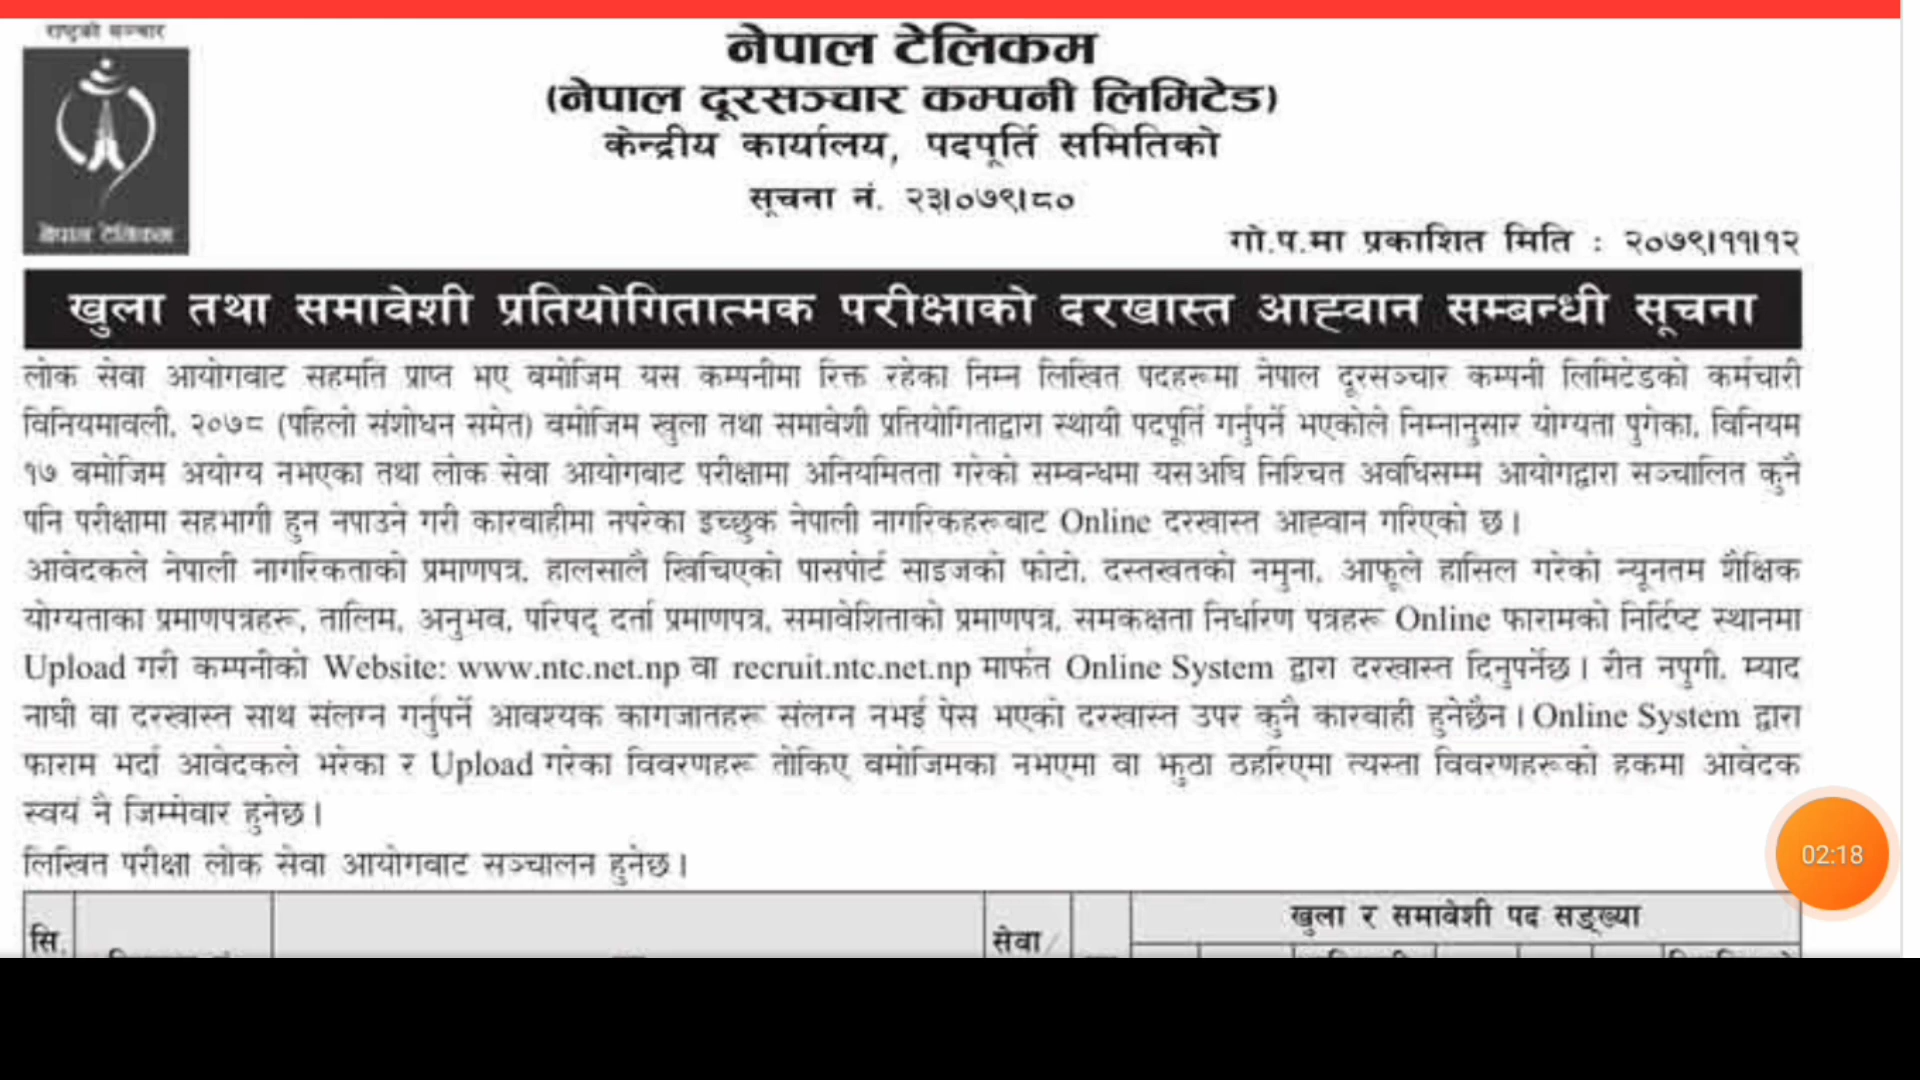 राष्ट्रको सञ्चार
नेपाल टेलिकम
नेपाल टेलिकम
(नेपाल दूरसञ्चार कम्पनी लिमिटेड)
केन्द्रीय कार्यालय, पदपूर्ति समितिको
सूचना नं. २३।०७९।८०
गो.प.मा प्रकाशित मिति : २०७९।११।१२
खुला तथा समावेशी प्रतियोगितात्मक परीक्षाको दरखास्त आह्वान सम्बन्धी सूचना
लोक सेवा आयोगबाट सहमति प्राप्त भए बमोजिम यस कम्पनीमा रिक्त रहेका निम्न लिखित पदहरूमा नेपाल दूरसञ्चार कम्पनी लिमिटेडको कर्मचारी
विनियमावली, २०७८ (पहिलो संशोधन समेत) बमोजिम खुला तथा समावेशी प्रतियोगिताद्वारा स्थायी पदपूर्ति गर्नुपर्ने भएकोले निम्नानुसार योग्यता पुगेका, विनियम
१७ बमोजिम अयोग्य नभएका तथा लोक सेवा आयोगबाट परीक्षामा अनियमितता गरेको सम्बन्धमा यसअघि निश्चित अवधिसम्म आयोगद्वारा सञ्चालित कुनै
पनि परीक्षामा सहभागी हुन नपाउने गरी कारबाहीमा नपरेका इच्छुक नेपाली नागरिकहरूबाट Online दरखास्त आह्वान गरिएको छ।
आवेदकले नेपाली नागरिकताको प्रमाणपत्र, हालसालै खिचिएको पासपोर्ट साइजको फोटो, दस्तखतको नमुना, आफूले हासिल गरेको न्यूनतम शैक्षिक
योग्यताका प्रमाणपत्रहरू, तालिम, अनुभव, परिषद् दर्ता प्रमाणपत्र, समावेशिताको प्रमाणपत्र, समकक्षता निर्धारण पत्रहरू Online फारामको निर्दिष्ट स्थानमा
Upload गरी कम्पनीको Website: www.ntc.net.np वा recruit.ntc.net.np मार्फत Online System द्वारा दरखास्त दिनुपर्नेछ। रीत नपुगी, म्याद
नाघी वा दरखास्त साथ संलग्न गर्नुपर्ने आवश्यक कागजातहरू संलग्न नभई पेस भएको दरखास्त उपर कुनै कारबाही हुनेछैन। Online System द्वारा
फाराम भर्दा आवेदकले भरेका र Upload गरेका विवरणहरू तोकिए बमोजिमका नभएमा वा झुठा ठहरिएमा त्यस्ता विवरणहरूको हकमा आवेदक
स्वयं नै जिम्मेवार हुनेछ।
लिखित परीक्षा लोक सेवा आयोगबाट सञ्चालन हुनेछ।
02:18
सि. सेवा/ खुला र समावेशी पद सङ्ख्या